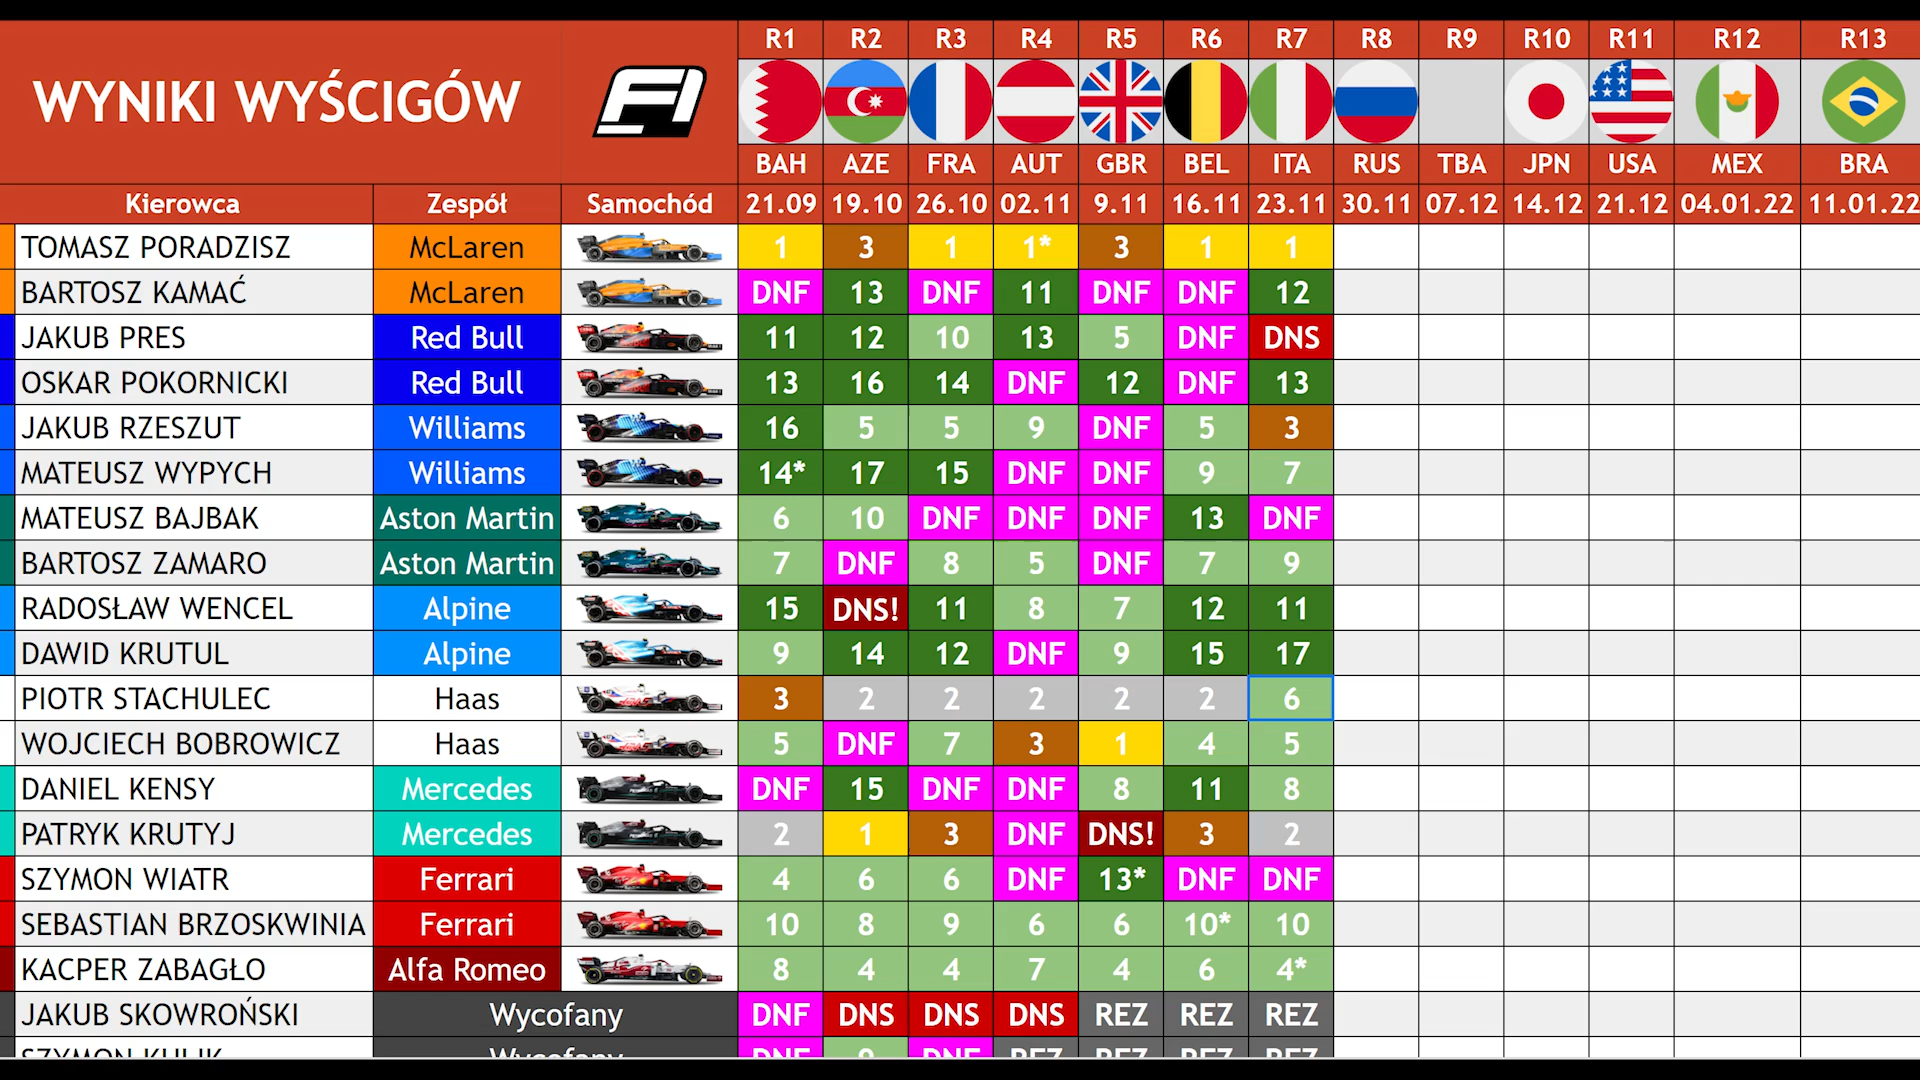 R1 R2 R3 R4 R5 R6 R7 R8 R9 R10 R11 R12 R13
WYNIKI WYŚCIGÓW F1
BAH AZE FRA AUT GBR BEL ITA RUS TBA JPN USA MEX BRA
Kierowca Zespół Samochód 21.09 19.10 26.10 02.11 9.11 16.11 23.11 30.11 07.12 14.12 21.12 04.01.22 11.01.22
TOMASZ PORADZISZ McLaren 1 3 1 1* 3 1 1
BARTOSZ KAMAĆ McLaren DNF 13 DNF 11 DNF DNF 12
JAKUB PRES Red Bull 11 12 10 13 5 DNF DNS
OSKAR POKORNICKI Red Bull 13 16 14 DNF 12 DNF 13
JAKUB RZESZUT Williams 16 5 5 9 DNF 5 3
MATEUSZ WYPYCH Williams 14* 17 15 DNF DNF 9 7
MATEUSZ BAJBAK Aston Martin 6 10 DNF DNF DNF 13 DNF
BARTOSZ ZAMARO Aston Martin 7 DNF 8 5 DNF 7 9
RADOSŁAW WENCEL Alpine 15 DNS! 11 8 7 12 11
DAWID KRUTUL Alpine 9 14 12 DNF 9 15 17
PIOTR STACHULEC Haas 3 2 2 2 2 2 6
WOJCIECH BOBROWICZ Haas 5 DNF 7 3 1 4 5
DANIEL KENSY Mercedes DNF 15 DNF DNF 8 11 8
PATRYK KRUTYJ Mercedes 2 1 3 DNF DNS! 3 2
SZYMON WIATR Ferrari 4 6 6 DNF 13* DNF DNF
SEBASTIAN BRZOSKWINIA Ferrari 10 8 9 6 6 10* 10
KACPER ZABAGŁO Alfa Romeo 8 4 4 7 4 6 4*
JAKUB SKOWROŃSKI Wycofany DNF DNS DNS DNS REZ REZ REZ
SZYMON KULIK Wycofany DNF 9 DNF REZ REZ REZ REZ